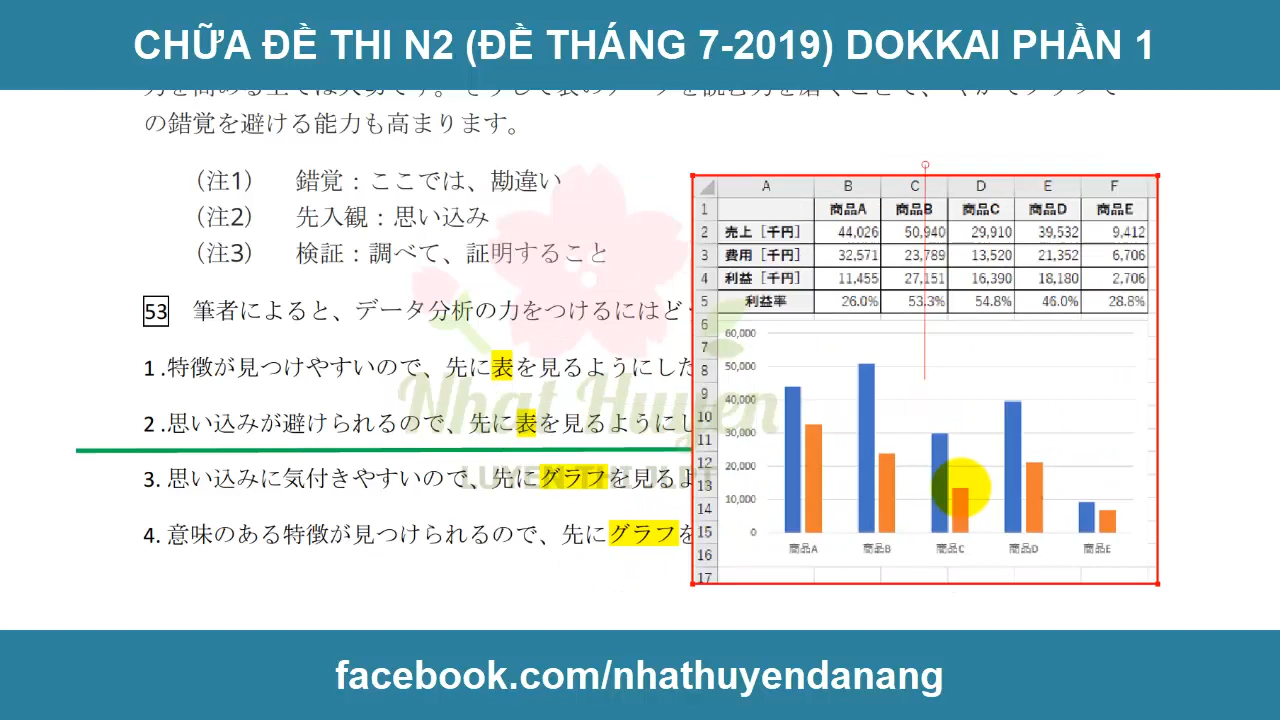 CHỮA ĐỀ THI N2 (ĐỀ THÁNG 7-2019) DOKKAI PHẦN 1
の錯覚を避ける能力も高まります。
（注1） 錯覚：ここでは、勘違い
（注2） 先入観：思い込み
（注3） 検証：調べて、証明すること
53 筆者によると、データ分析の力をつけるにはど
1 .特徴が見つけやすいので、先に表を見るようにした
2 .思い込みが避けられるので、先に表を見るようにし
3. 思い込みに気付きやすいので、先にグラフを見るよ
4. 意味のある特徴が見つけられるので、先にグラフを
Nhat Huyen
LUYEN THI JLPT
A B C D E F
1 商品A 商品B 商品C 商品D 商品E
2 売上［千円］ 44,026 50,940 29,910 39,532 9,412
3 費用［千円］ 32,571 23,789 13,520 21,352 6,706
4 利益［千円］ 11,455 27,151 16,390 18,180 2,706
5 利益率 26.0% 53.3% 54.8% 46.0% 28.8%
6
7
8
9
10
11
12
13
14
15
16
17
60,000
50,000
40,000
30,000
20,000
10,000
0
商品A 商品B 商品C 商品D 商品E
facebook.com/nhathuyendanang